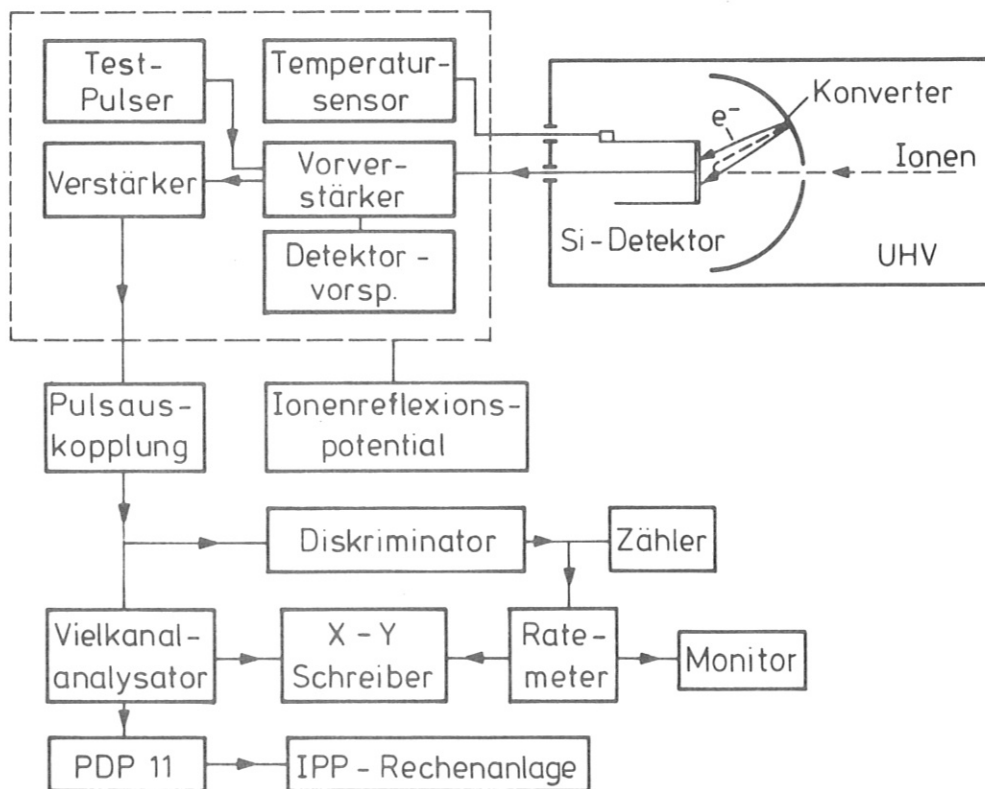 Test-
Pulser
Temperatur-
sensor
Konverter
e⁻
Ionen
Verstärker
Vorver-
stärker
Si-Detektor
UHV
Detektor-
vorsp.
Pulsaus-
kopplung
Ionenreflexions-
potential
Diskriminator
Zähler
Vielkanal-
analysator
X-Y
Schreiber
Rate-
meter
Monitor
PDP 11
IPP-Rechenanlage